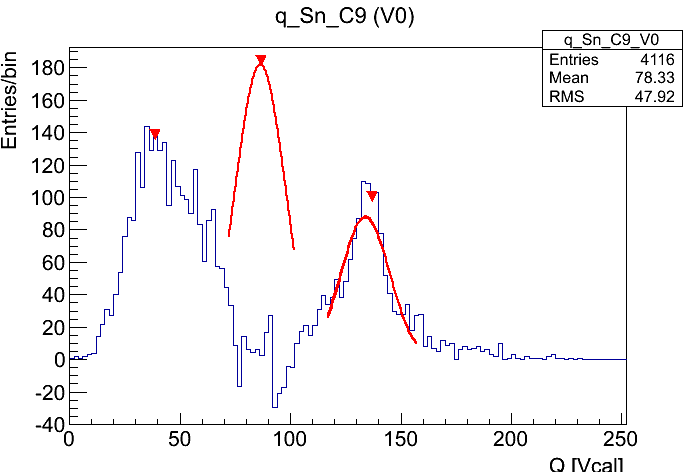 q_Sn_C9 (V0)
q_Sn_C9_V0
Entries 4116
Mean 78.33
RMS 47.92
Entries/bin
180
160
140
120
100
80
60
40
20
0
-20
-40
0 50 100 150 200 250
Q [Vcal]